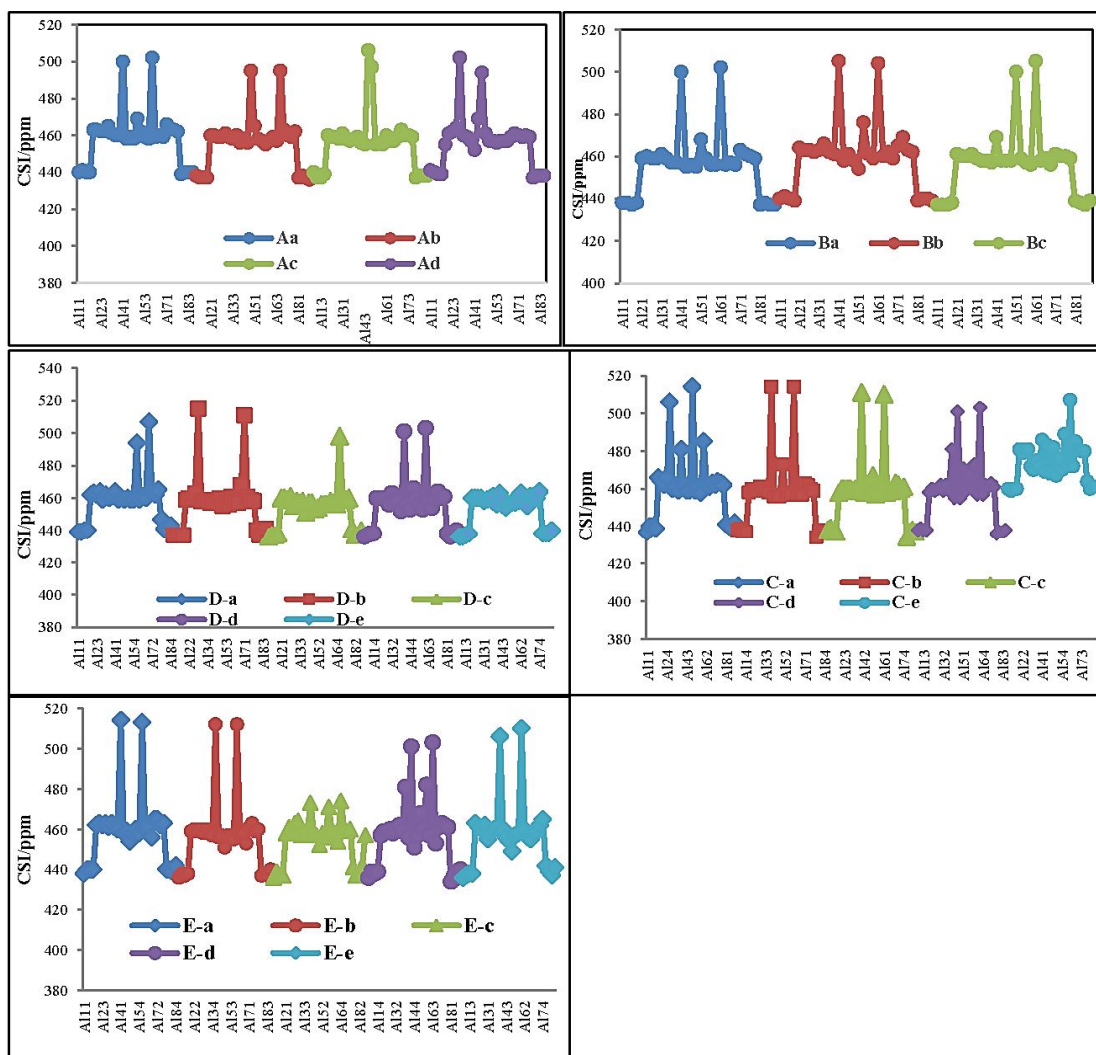 520
500
480
460
440
420
400
380
CSI/ppm
Aa
Ab
Ac
Ad
Al11
Al23
Al41
Al53
Al71
Al83
Al21
Al33
Al51
Al63
Al81
Al13
Al31
Al43
Al61
Al73
Al11
Al23
Al41
Al53
Al71
Al83
520
500
480
460
440
420
400
CSI/ppm
Ba
Bb
Bc
Al11
Al21
Al31
Al41
Al51
Al61
Al71
Al81
Al11
Al21
Al31
Al41
Al51
Al61
Al71
Al81
Al11
Al21
Al31
Al41
Al51
Al61
Al71
Al81
540
520
500
480
460
440
420
400
380
CSI/ppm
D-a
D-b
D-c
D-d
D-e
Al11
Al23
Al41
Al54
Al72
Al84
Al22
Al34
Al53
Al71
Al83
Al21
Al33
Al52
Al64
Al82
Al14
Al32
Al44
Al63
Al81
Al13
Al31
Al43
Al62
Al74
520
500
480
460
440
420
400
380
CSI/ppm
C-a
C-b
C-c
C-d
C-e
Al11
Al24
Al43
Al62
Al81
Al14
Al33
Al52
Al71
Al84
Al23
Al42
Al61
Al74
Al13
Al32
Al51
Al64
Al83
Al22
Al41
Al54
Al73
520
500
480
460
440
420
400
380
CSI/ppm
E-a
E-b
E-c
E-d
E-e
Al11
Al23
Al41
Al54
Al72
Al84
Al22
Al34
Al53
Al71
Al83
Al21
Al33
Al52
Al64
Al82
Al14
Al32
Al44
Al63
Al81
Al13
Al31
Al43
Al62
Al74